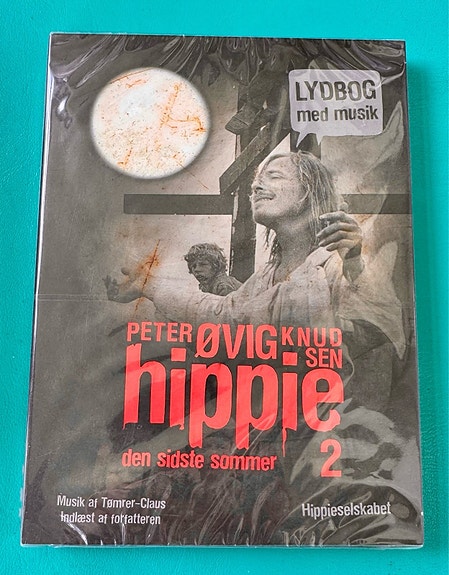 LYDBOG
med musik
PETER ØVIG KNUD
SEN
hippie
den sidste sommer 2
Musik af Tømrer-Claus
Indlæst af forfatteren
Hippieselskabet